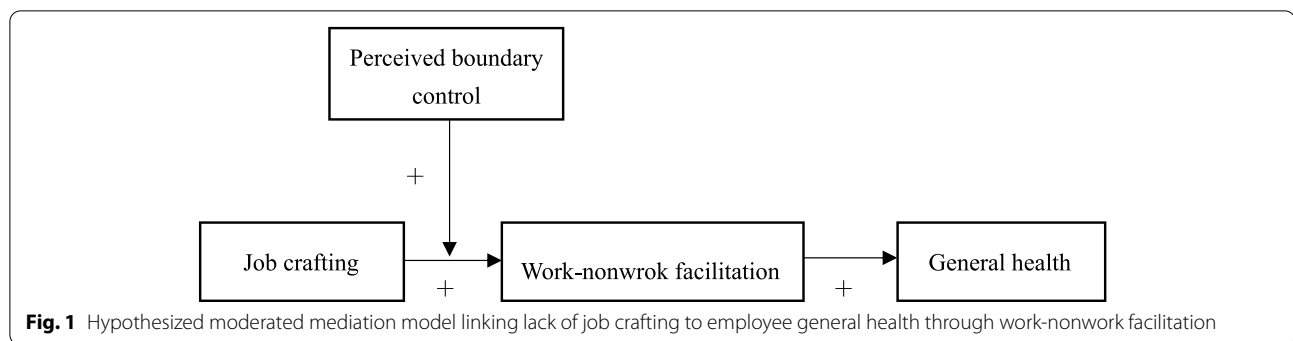 Perceived boundary
control
+
Job crafting
+
Work-nonwrok facilitation
+
General health
Fig. 1 Hypothesized moderated mediation model linking lack of job crafting to employee general health through work-nonwork facilitation